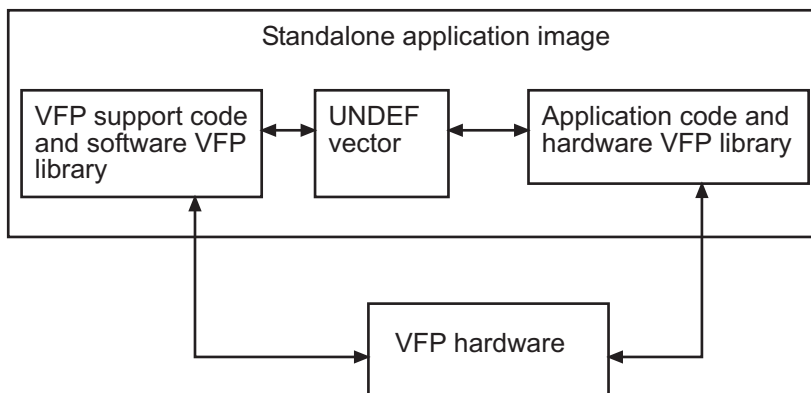 Standalone application image
VFP support code
and software VFP
library
UNDEF
vector
Application code and
hardware VFP library
VFP hardware